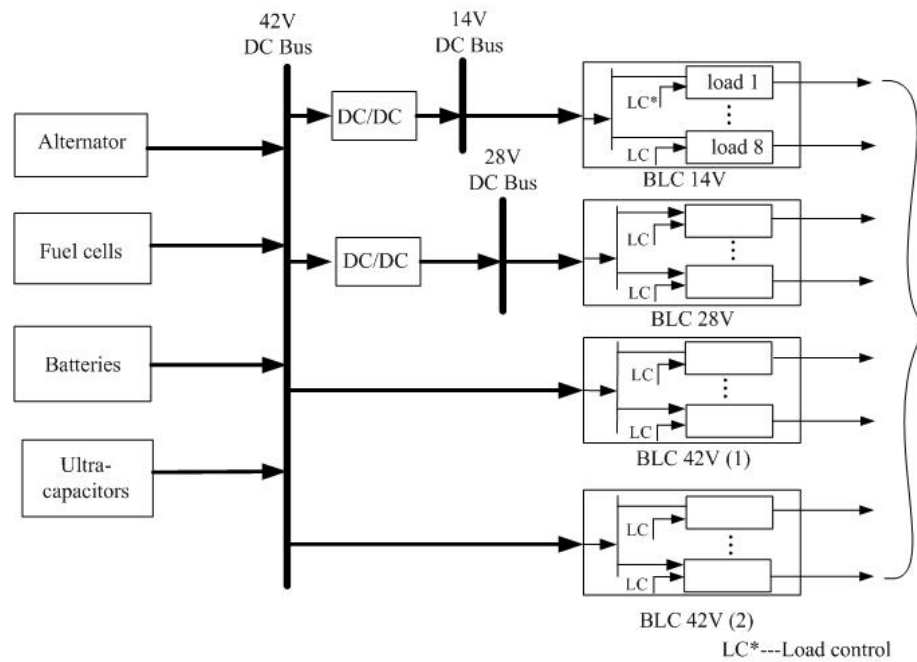 42V
DC Bus
14V
DC Bus
DC/DC
load 1
LC*
load 8
LC
BLC 14V
Alternator
28V
DC Bus
Fuel cells
DC/DC
LC
LC
BLC 28V
Batteries
LC
LC
BLC 42V (1)
Ultra-
capacitors
LC
LC
BLC 42V (2)
LC*---Load control